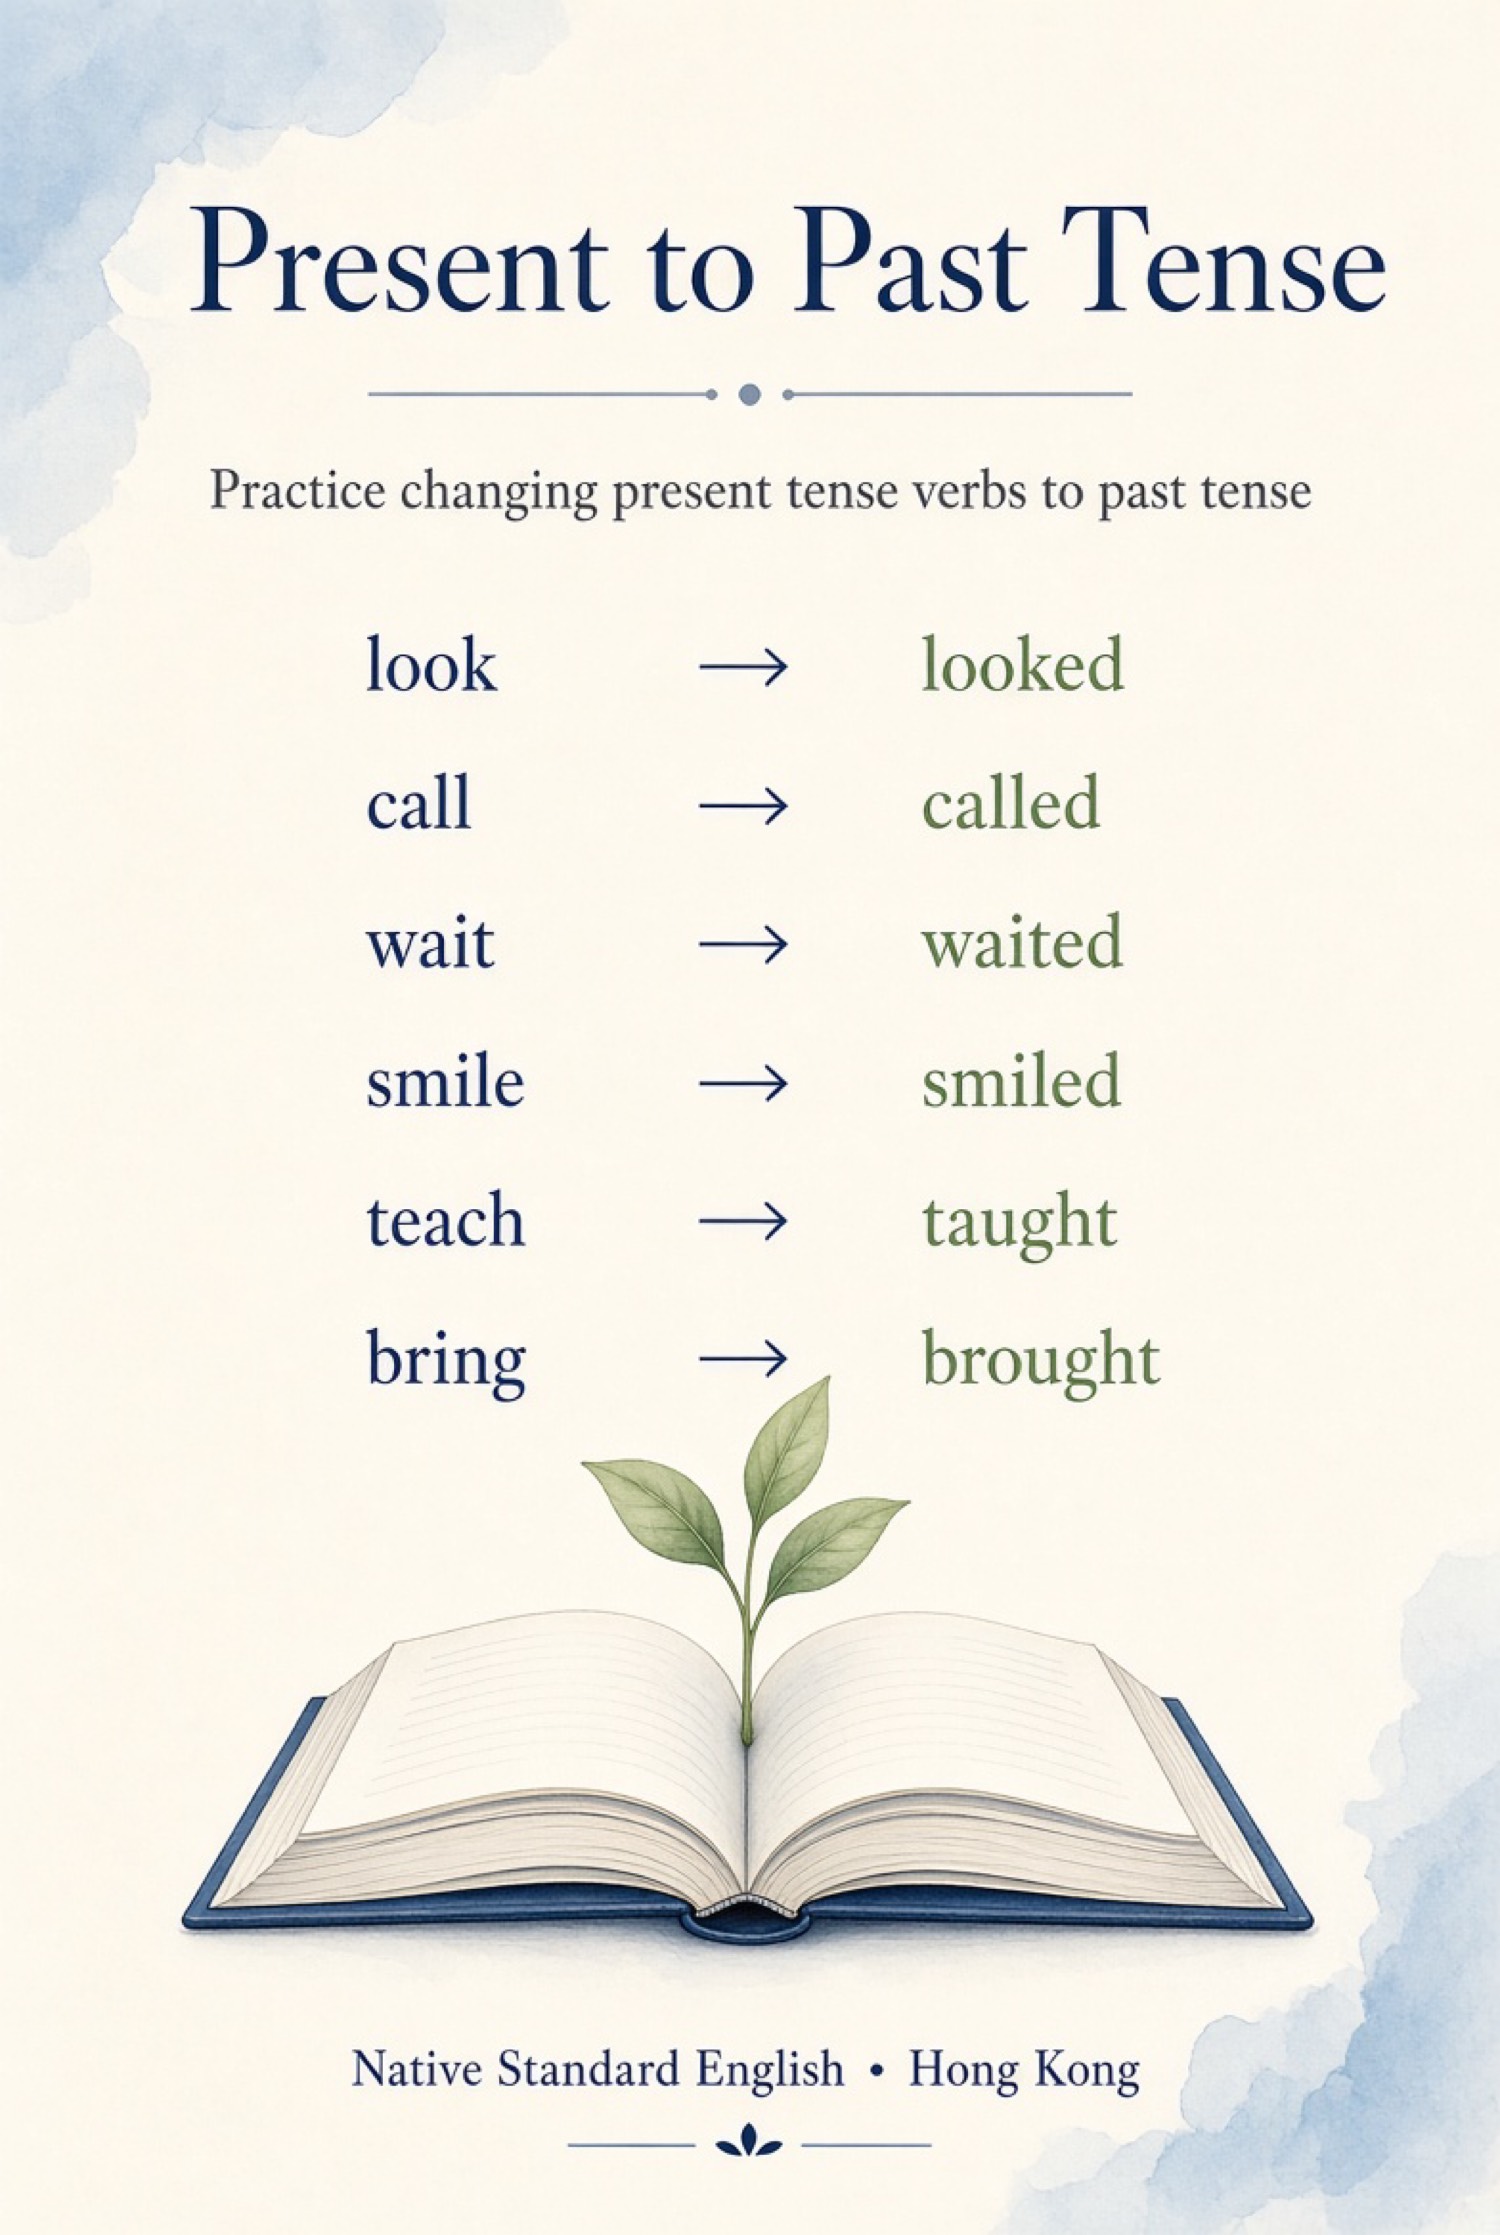 Present to Past Tense
Practice changing present tense verbs to past tense
look → looked
call → called
wait → waited
smile → smiled
teach → taught
bring → brought
Native Standard English • Hong Kong